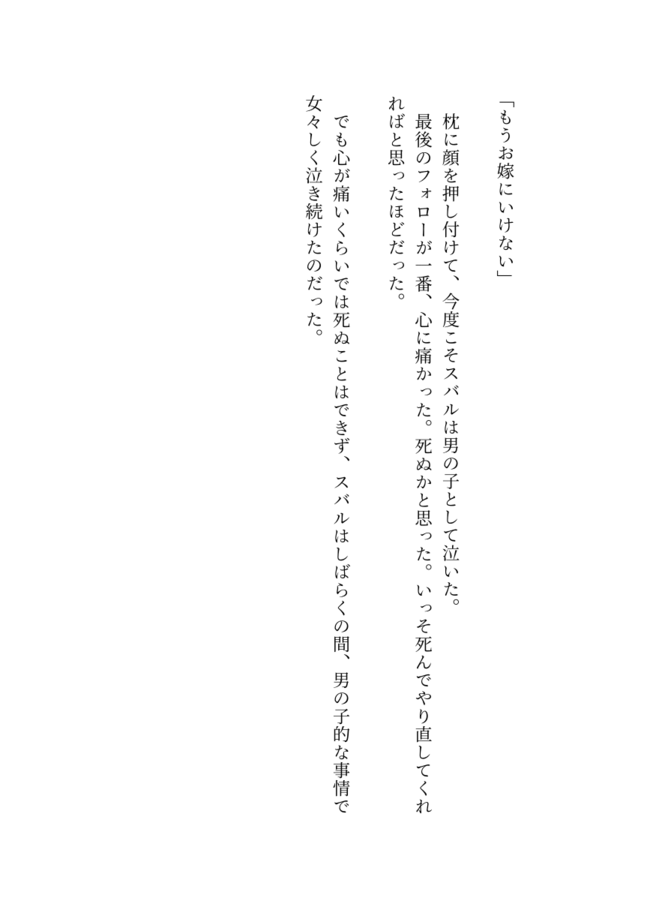 「もうお嫁にいけない」
　枕に顔を押し付けて、今度こそスバルは男の子として泣いた。
　最後のフォローが一番、心に痛かった。死ぬかと思った。いっそ死んでやり直してくれ
ればと思ったほどだった。
　でも心が痛いくらいでは死ぬことはできず、スバルはしばらくの間、男の子的な事情で
女々しく泣き続けたのだった。